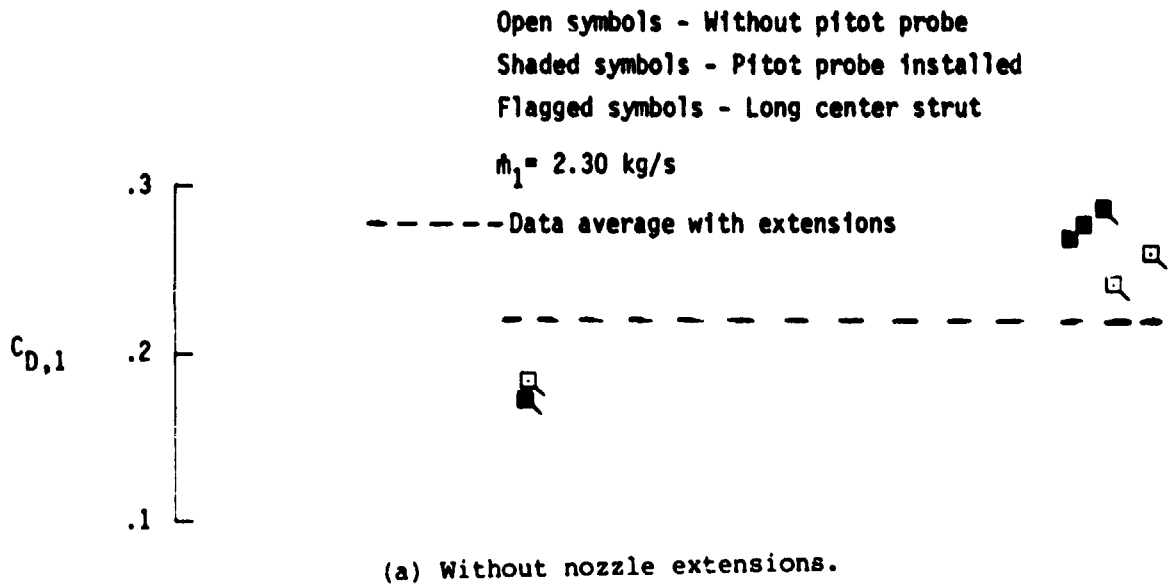 Open symbols - Without pitot probe
Shaded symbols - Pitot probe installed
Flagged symbols - Long center strut
ṁ1= 2.30 kg/s
.3
Data average with extensions
CD,1
.2
.1
(a) Without nozzle extensions.